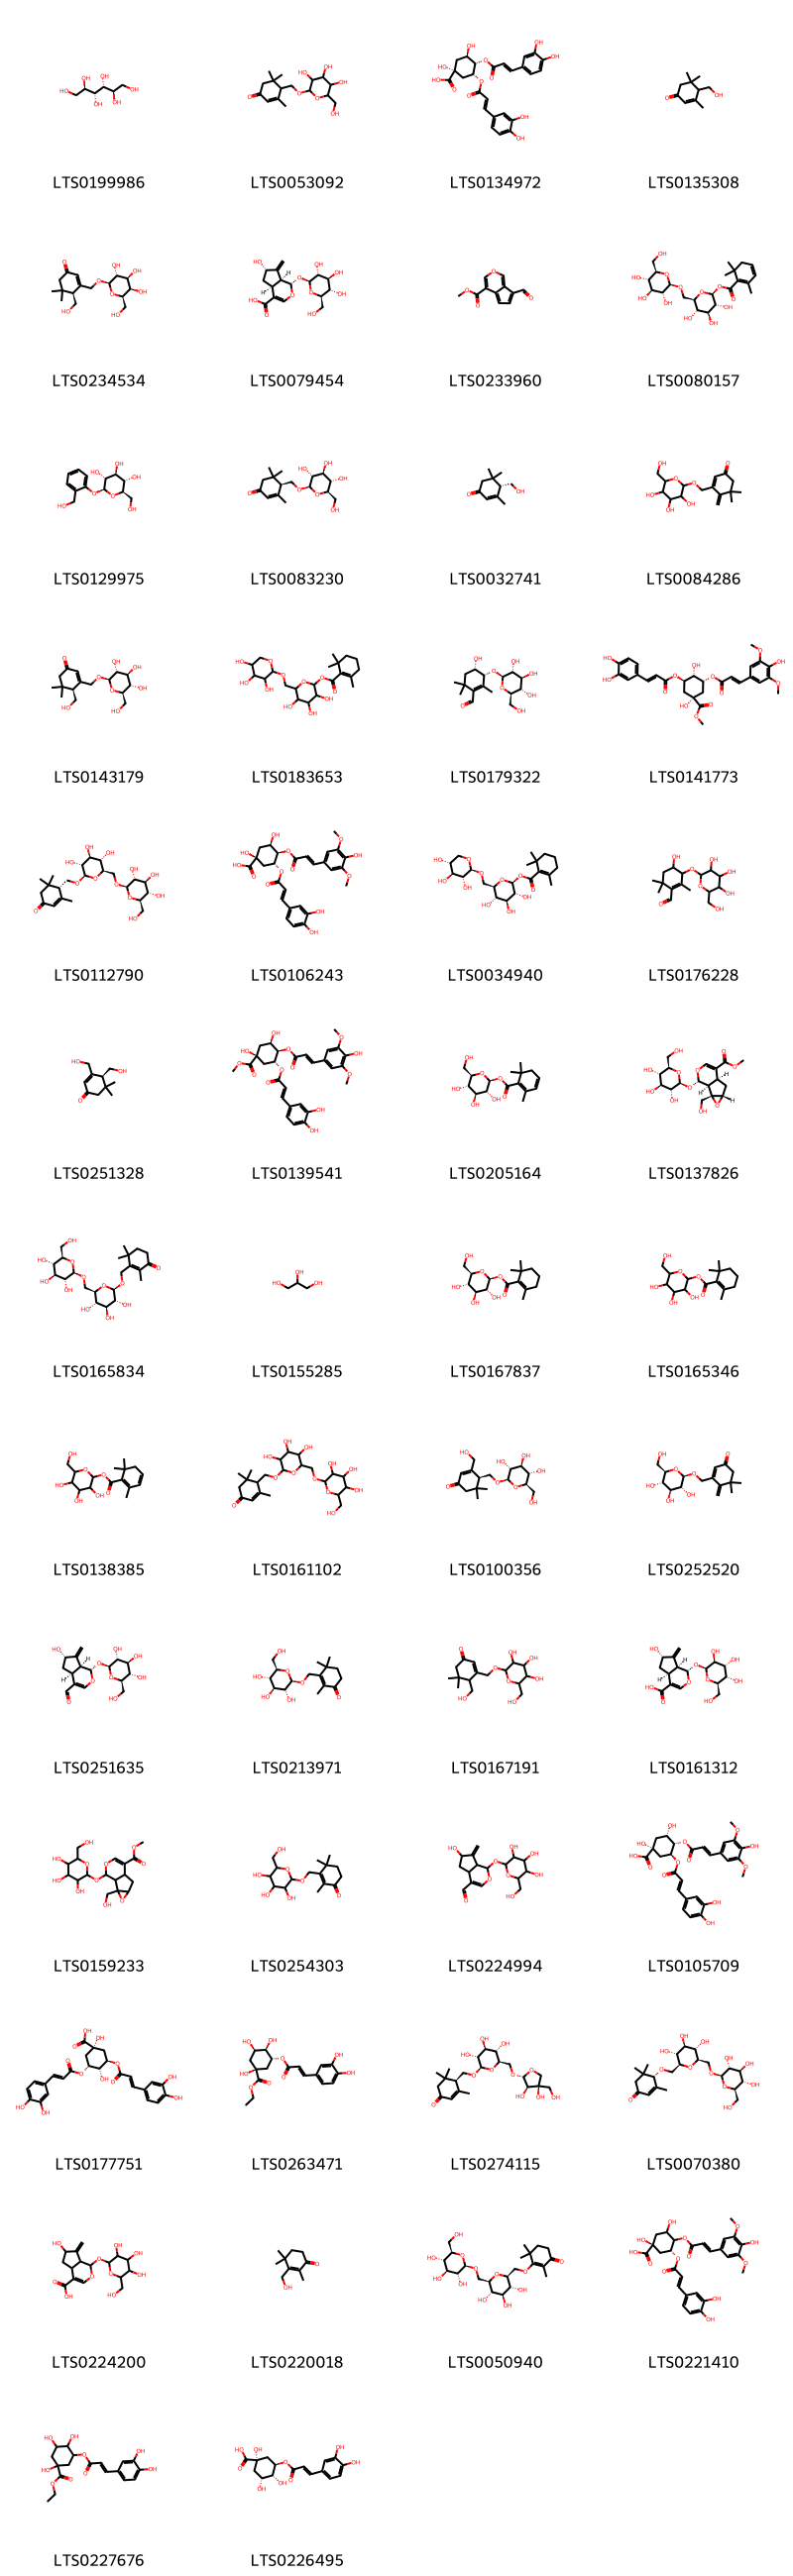 LTS0199986 LTS0053092 LTS0134972 LTS0135308
LTS0234534 LTS0079454 LTS0233960 LTS0080157
LTS0129975 LTS0083230 LTS0032741 LTS0084286
LTS0143179 LTS0183653 LTS0179322 LTS0141773
LTS0112790 LTS0106243 LTS0034940 LTS0176228
LTS0251328 LTS0139541 LTS0205164 LTS0137826
LTS0165834 LTS0155285 LTS0167837 LTS0165346
LTS0138385 LTS0161102 LTS0100356 LTS0252520
LTS0251635 LTS0213971 LTS0167191 LTS0161312
LTS0159233 LTS0254303 LTS0224994 LTS0105709
LTS0177751 LTS0263471 LTS0274115 LTS0070380
LTS0224200 LTS0220018 LTS0050940 LTS0221410
LTS0227676 LTS0226495